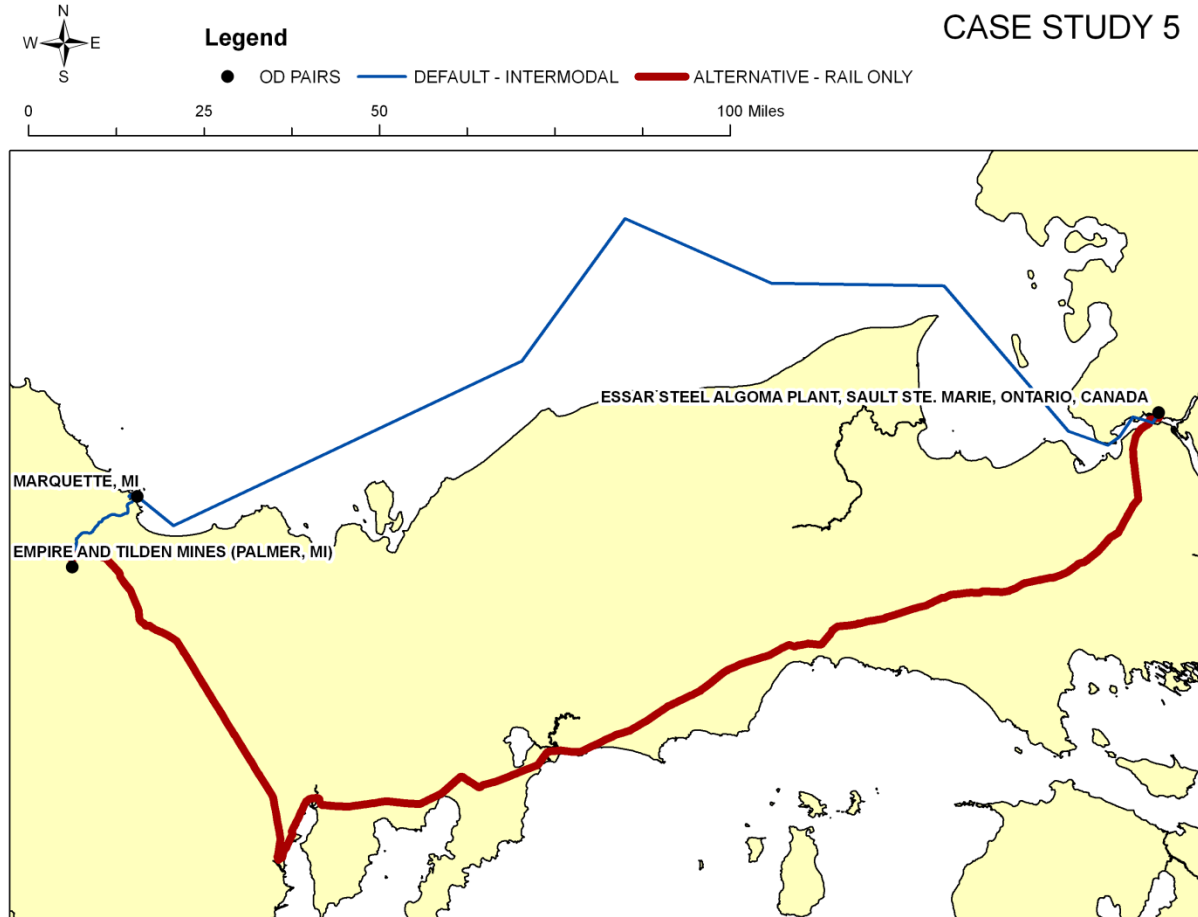 CASE STUDY 5
N
W E
S
Legend
OD PAIRS DEFAULT - INTERMODAL ALTERNATIVE - RAIL ONLY
0 25 50 100 Miles
ESSAR STEEL ALGOMA PLANT, SAULT STE. MARIE, ONTARIO, CANADA
MARQUETTE, MI
EMPIRE AND TILDEN MINES (PALMER, MI)